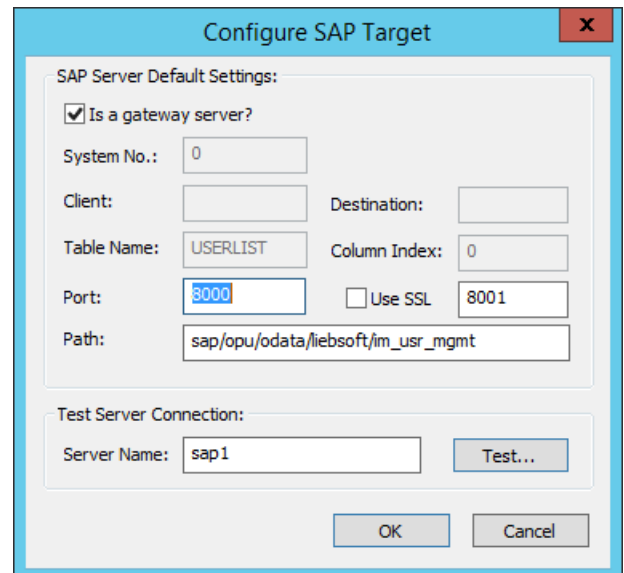 Configure SAP Target
x
SAP Server Default Settings:
Is a gateway server?
System No.: 0
Client: Destination:
Table Name: USERLIST Column Index: 0
Port: 8000 Use SSL 8001
Path: sap/opu/odata/liebsoft/im_usr_mgmt
Test Server Connection:
Server Name: sap1 Test...
OK Cancel